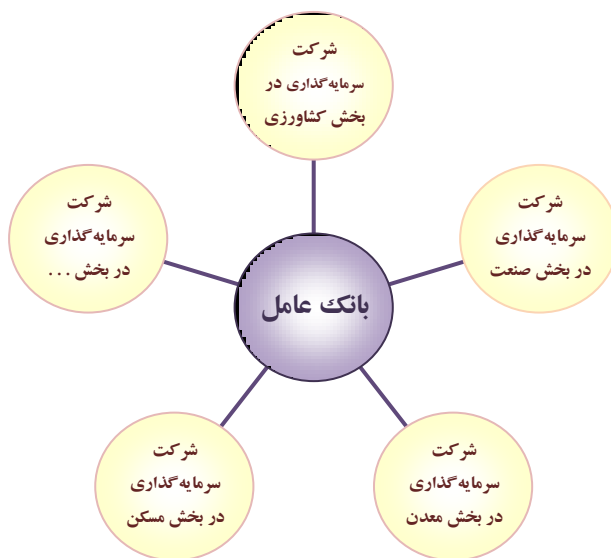 شرکت
سرمایه‌گذاری در
بخش کشاورزی
شرکت
سرمایه‌گذاری
در بخش صنعت
شرکت
سرمایه‌گذاری
در بخش ...
بانک عامل
شرکت
سرمایه‌گذاری
در بخش معدن
شرکت
سرمایه‌گذاری
در بخش مسکن